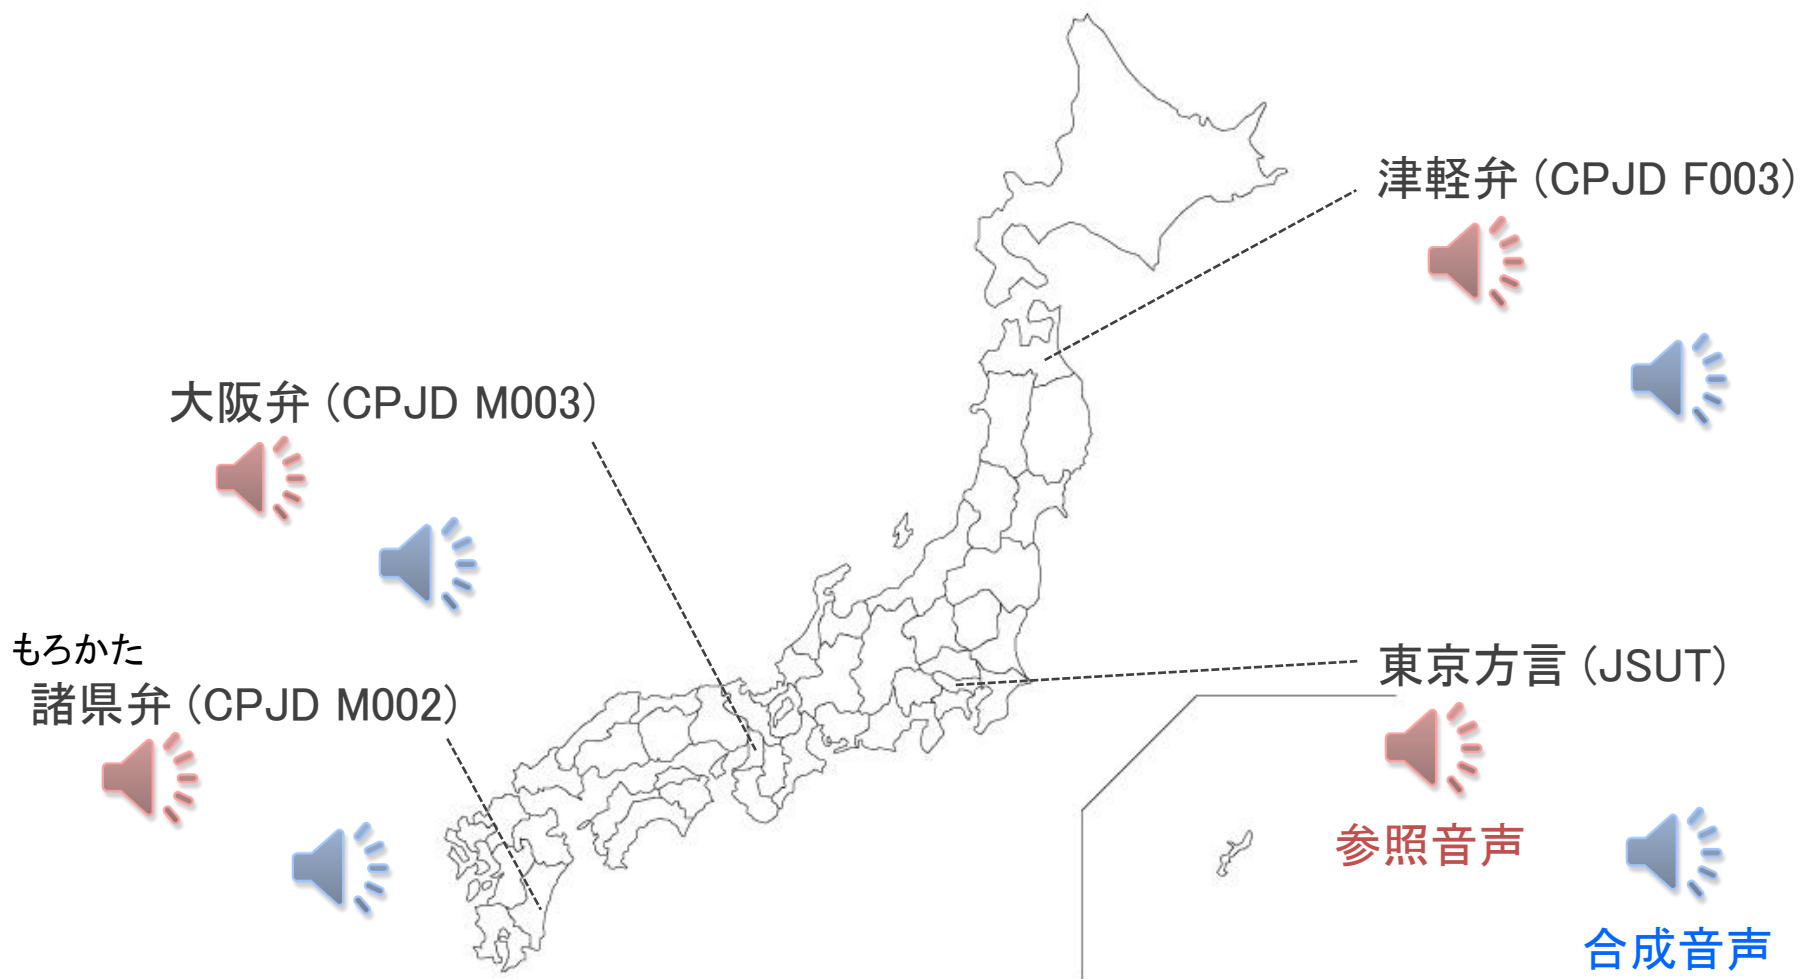 津軽弁 (CPJD F003)
大阪弁 (CPJD M003)
もろかた
諸県弁 (CPJD M002)
東京方言 (JSUT)
参照音声
合成音声